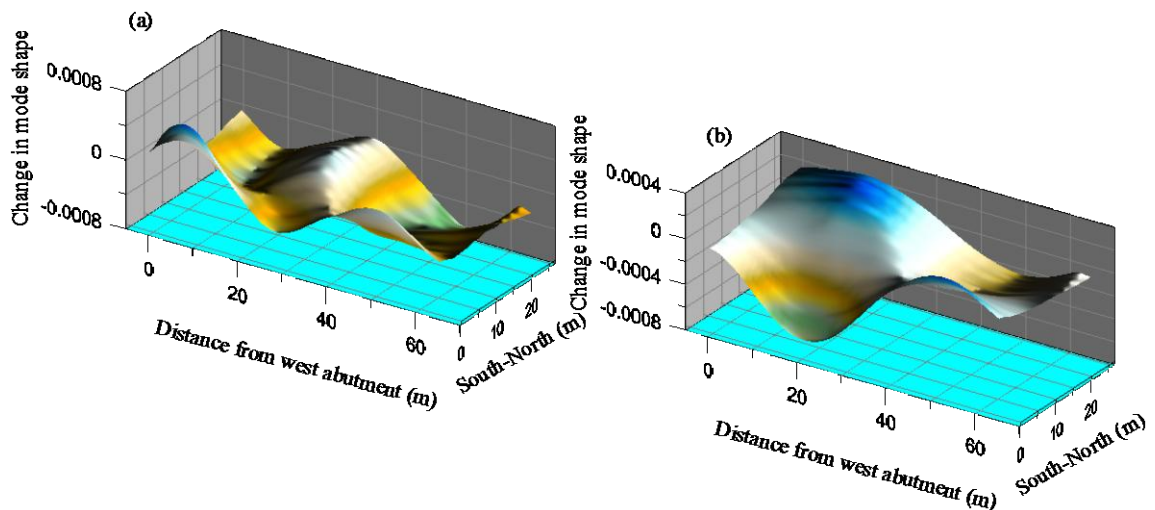 (a)
Change in mode shape
0.0008
0
-0.0008
0
20
40
60
Distance from west abutment (m)
0
10
20
South-North (m)
(b)
Change in mode shape
0.0004
0
-0.0004
-0.0008
0
20
40
60
Distance from west abutment (m)
0
10
20
South-North (m)